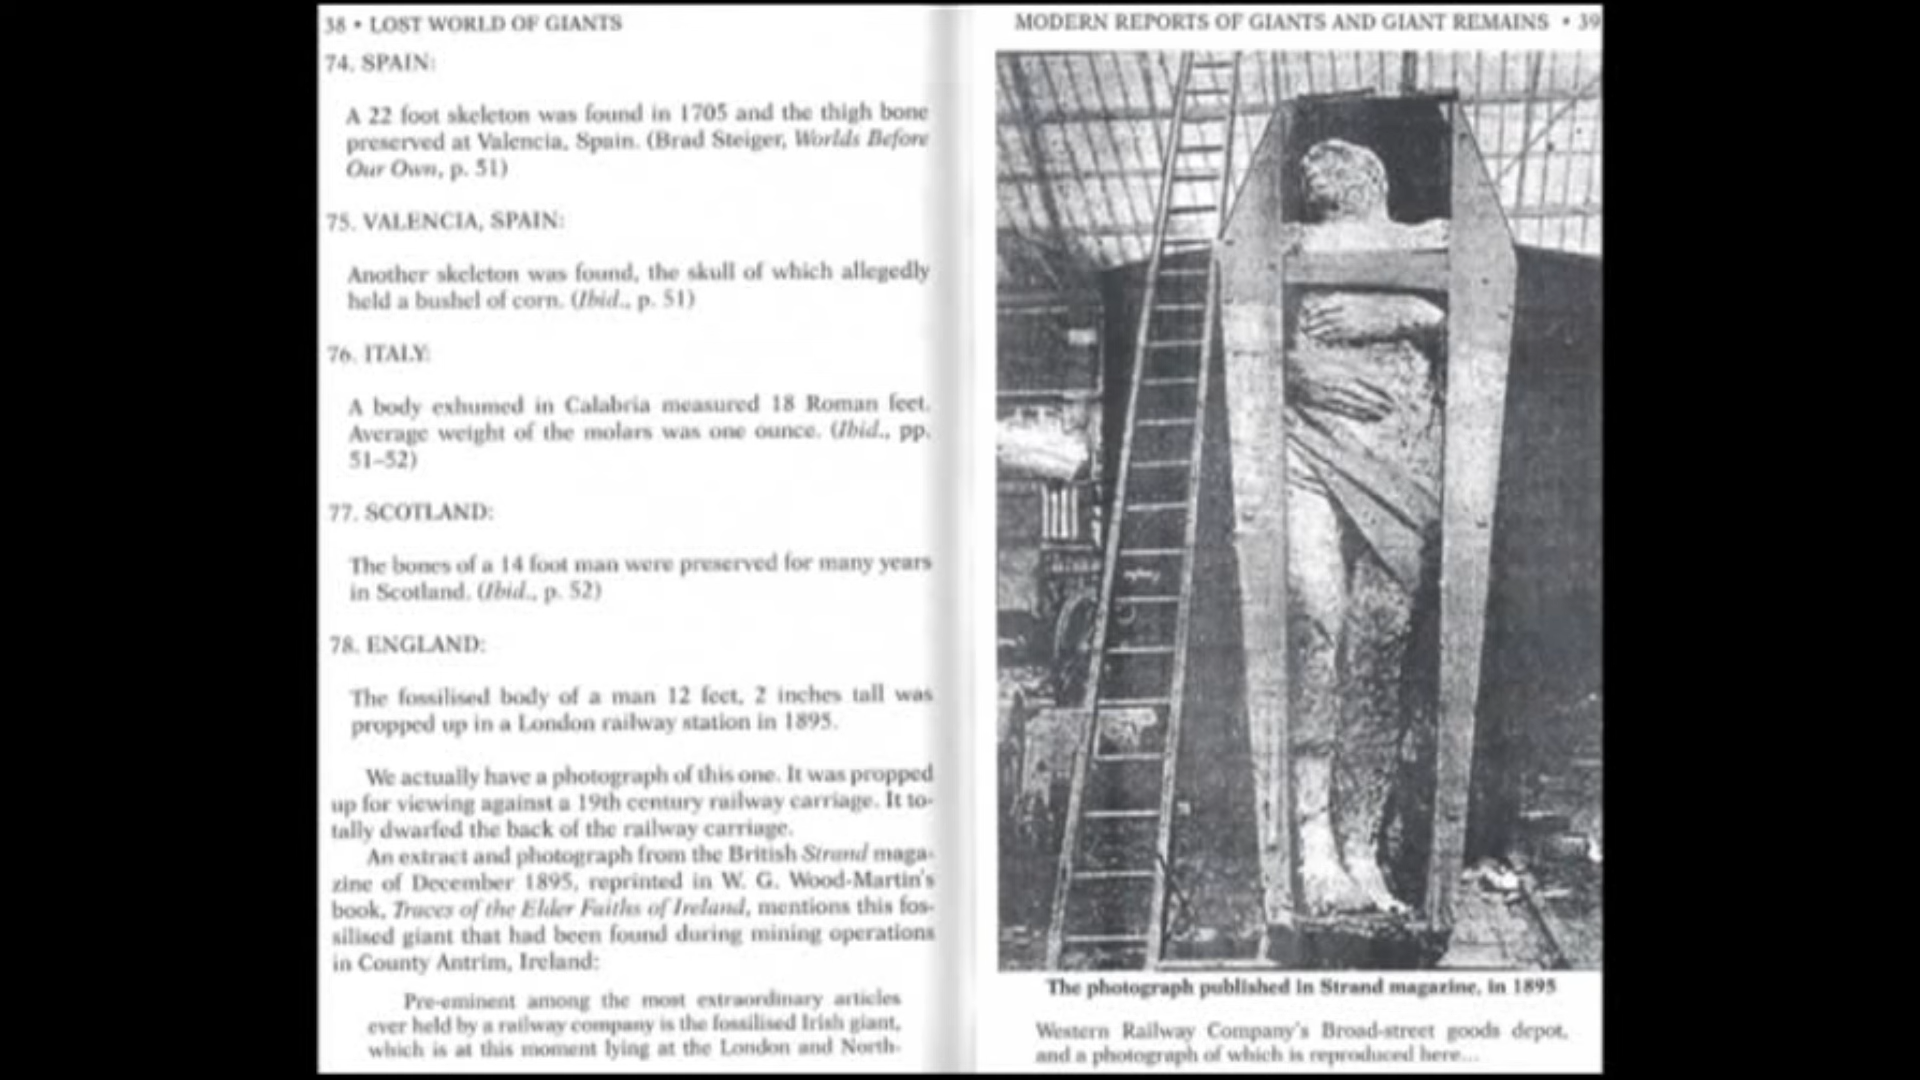 38 • LOST WORLD OF GIANTS
74. SPAIN:
A 22 foot skeleton was found in 1705 and the thigh bone
preserved at Valencia, Spain. (Brad Steiger, Worlds Before
Our Own, p. 51)
75. VALENCIA, SPAIN:
Another skeleton was found, the skull of which allegedly
held a bushel of corn. (Ibid., p. 51)
76. ITALY:
A body exhumed in Calabria measured 18 Roman feet.
Average weight of the molars was one ounce. (Ibid., pp.
51–52)
77. SCOTLAND:
The bones of a 14 foot man were preserved for many years
in Scotland. (Ibid., p. 52)
78. ENGLAND:
The fossilised body of a man 12 feet, 2 inches tall was
propped up in a London railway station in 1895.
We actually have a photograph of this one. It was propped
up for viewing against a 19th century railway carriage. It to-
tally dwarfed the back of the railway carriage.
An extract and photograph from the British Strand maga-
zine of December 1895, reprinted in W. G. Wood-Martin's
book, Traces of the Elder Faiths of Ireland, mentions this fos-
silised giant that had been found during mining operations
in County Antrim, Ireland:
Pre-eminent among the most extraordinary articles
ever held by a railway company is the fossilised Irish giant,
which is at this moment lying at the London and North-
MODERN REPORTS OF GIANTS AND GIANT REMAINS • 39
The photograph published in Strand magazine, in 1895
Western Railway Company's Broad-street goods depot,
and a photograph of which is reproduced here...